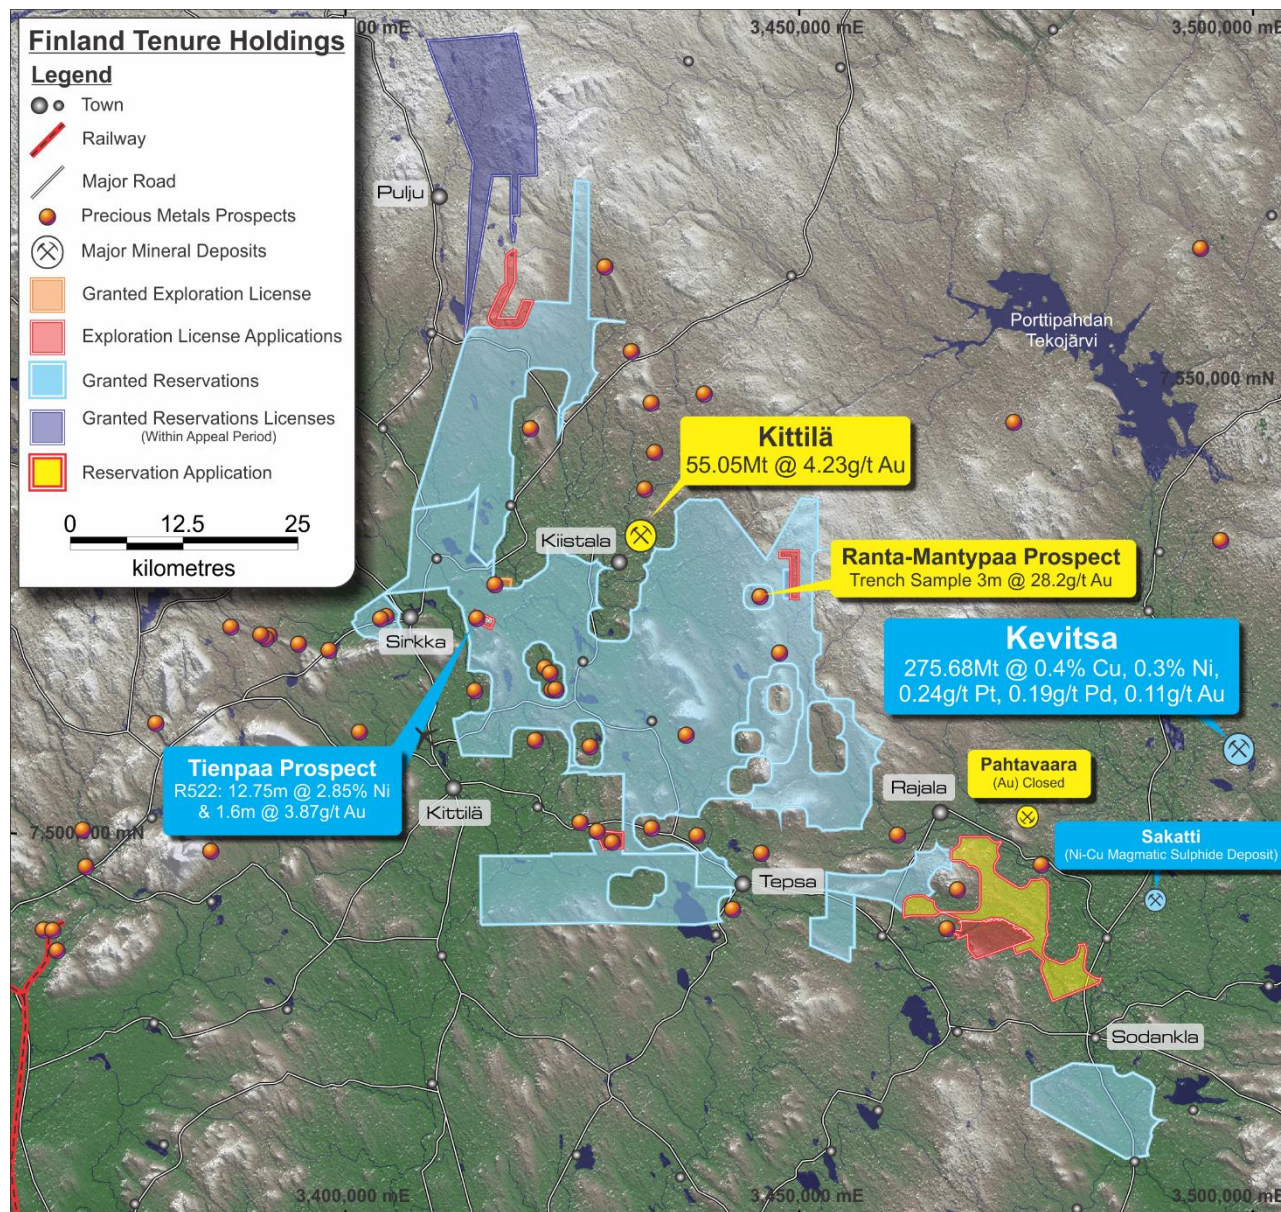 Finland Tenure Holdings
Legend
Town
Railway
Major Road
Precious Metals Prospects
Major Mineral Deposits
Granted Exploration License
Exploration License Applications
Granted Reservations
Granted Reservations Licenses
(Within Appeal Period)
Reservation Application
0 12.5 25
kilometres
00 mE
3,450,000 mE
3,500,000 mE
Pulju
Porttipahdan
Tekojärvi
7,550,000 mN
Kittilä
55.05Mt @ 4.23g/t Au
Kiistala
Ranta-Mantypaa Prospect
Trench Sample 3m @ 28.2g/t Au
Sirkka
Kevitsa
275.68Mt @ 0.4% Cu, 0.3% Ni,
0.24g/t Pt, 0.19g/t Pd, 0.11g/t Au
Tienpaa Prospect
R522: 12.75m @ 2.85% Ni
& 1.6m @ 3.87g/t Au
Pahtavaara
(Au) Closed
Rajala
Kittilä
7,500,000 mN
Sakatti
(Ni-Cu Magmatic Sulphide Deposit)
Tepsa
Sodankla
3,400,000 mE
3,450,000 mE
3,500,000 mE